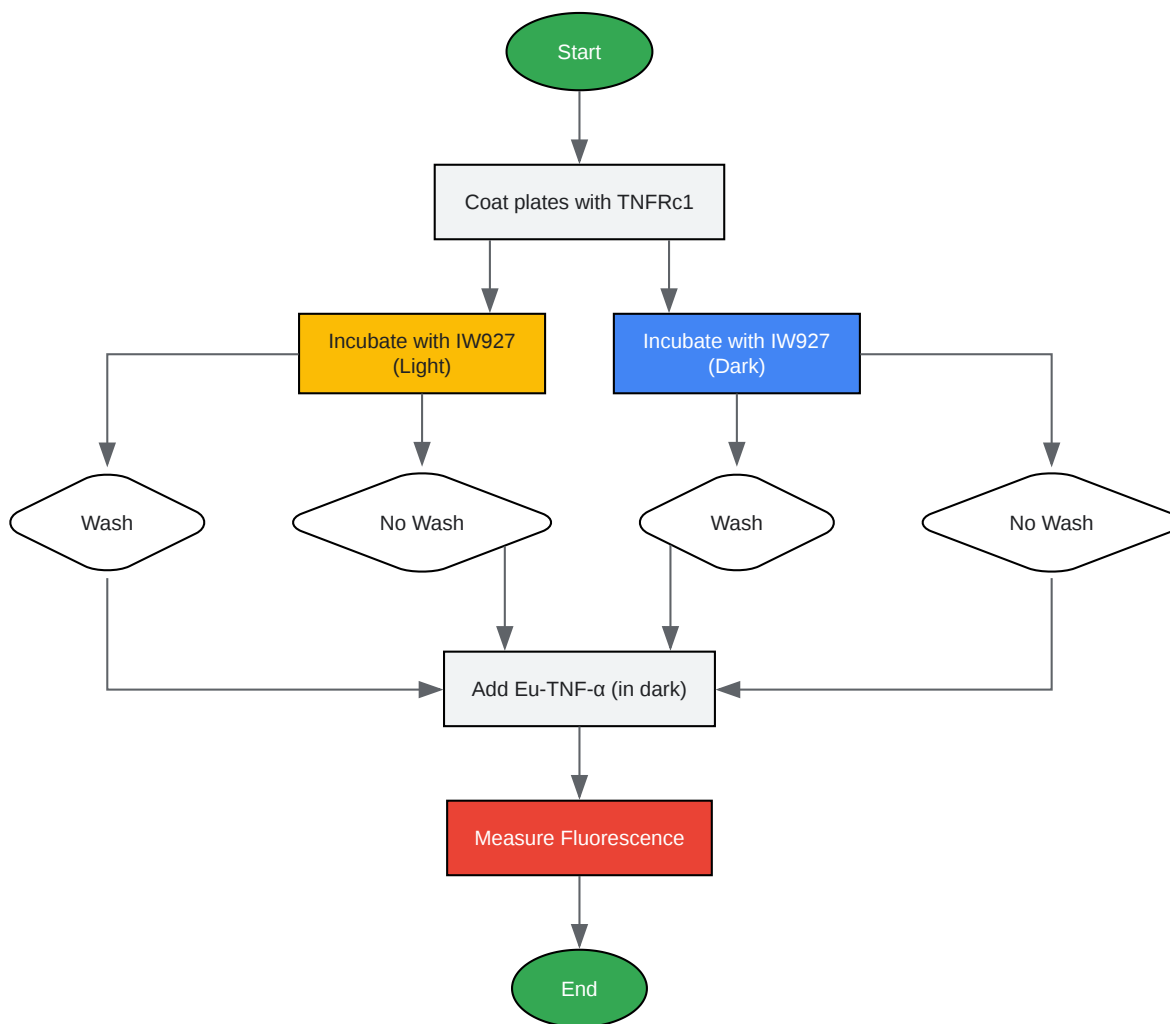 Start
Coat plates with TNFRc1
Incubate with IW927
(Light)
Incubate with IW927
(Dark)
Wash
No Wash
Wash
No Wash
Add Eu-TNF-α (in dark)
Measure Fluorescence
End